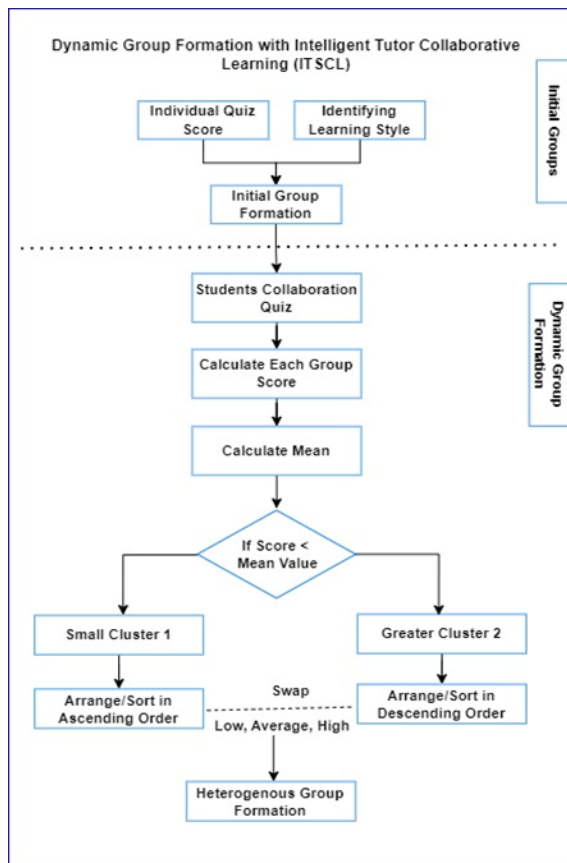 Dynamic Group Formation with Intelligent Tutor Collaborative
Learning (ITSCL)
Initial Groups
Individual Quiz
Score
Identifying
Learning Style
Initial Group
Formation
Students Collaboration
Quiz
Dynamic Group
Formation
Calculate Each Group
Score
Calculate Mean
If Score <
Mean Value
Small Cluster 1
Greater Cluster 2
Arrange/Sort in
Ascending Order
Swap
Arrange/Sort in
Descending Order
Low, Average, High
Heterogenous Group
Formation